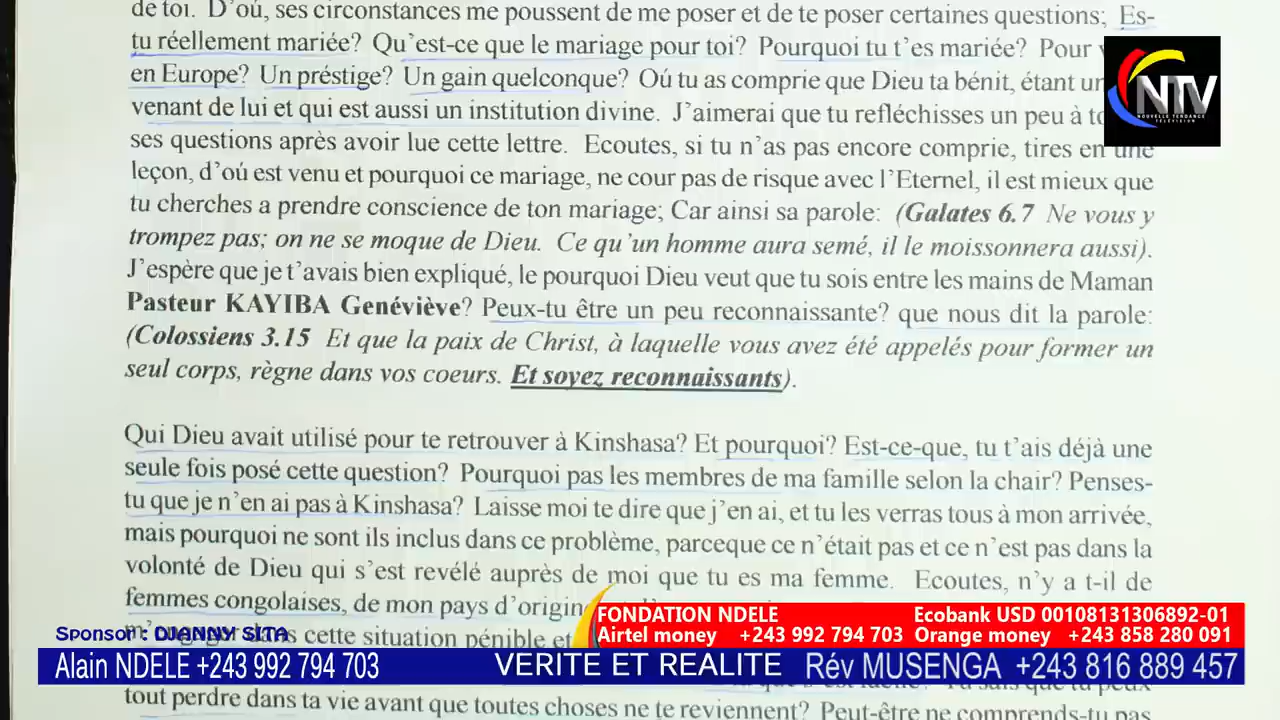 de toi. D'où, ses circonstances me poussent de me poser et de te poser certaines questions; Es-
tu réellement mariée? Qu'est-ce que le mariage pour toi? Pourquoi tu t'es mariée? Pour
en Europe? Un préstige? Un gain quelconque? Oú tu as comprie que Dieu ta bénit, étant un
venant de lui et qui est aussi un institution divine. J'aimerai que tu refléchisses un peu à
ses questions après avoir lue cette lettre. Ecoutes, si tu n'as pas encore comprie, tires en une
leçon, d'oú est venu et pourquoi ce mariage, ne cour pas de risque avec l'Eternel, il est mieux que
tu cherches a prendre conscience de ton mariage; Car ainsi sa parole: (Galates 6.7 Ne vous y
trompez pas; on ne se moque de Dieu. Ce qu'un homme aura semé, il le moissonnera aussi).
J'espère que je t'avais bien expliqué, le pourquoi Dieu veut que tu sois entre les mains de Maman
Pasteur KAYIBA Genéviève? Peux-tu être un peu reconnaissante? que nous dit la parole:
(Colossiens 3.15 Et que la paix de Christ, à laquelle vous avez été appelés pour former un
seul corps, règne dans vos coeurs. Et soyez reconnaissants).
Qui Dieu avait utilisé pour te retrouver à Kinshasa? Et pourquoi? Est-ce-que, tu t'ais déjà une
seule fois posé cette question? Pourquoi pas les membres de ma famille selon la chair? Penses-
tu que je n'en ai pas à Kinshasa? Laisse moi te dire que j'en ai, et tu les verras tous à mon arrivée,
mais pourquoi ne sont ils inclus dans ce problème, parceque ce n'était pas et ce n'est pas dans la
volonté de Dieu qui s'est revélé auprès de moi que tu es ma femme. Ecoutes, n'y a t-il de
femmes congolaises, de mon pays d'origin
cette situation pénible et
tout perdre dans ta vie avant que toutes choses ne te reviennent? Peut-être ne comprends-tu pas
NTV
NOUVELLE TENDANCE
TELEVISION
FONDATION NDELE Ecobank USD 00108131306892-01
Airtel money +243 992 794 703 Orange money +243 858 280 091
Sponsor : DIANNY SITA
Alain NDELE +243 992 794 703 VERITE ET REALITE Rév MUSENGA +243 816 889 457